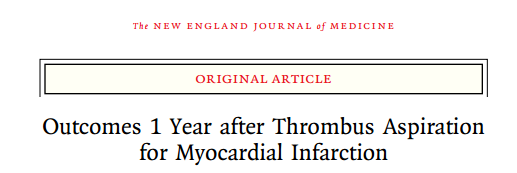 The NEW ENGLAND JOURNAL of MEDICINE
ORIGINAL ARTICLE
Outcomes 1 Year after Thrombus Aspiration
for Myocardial Infarction